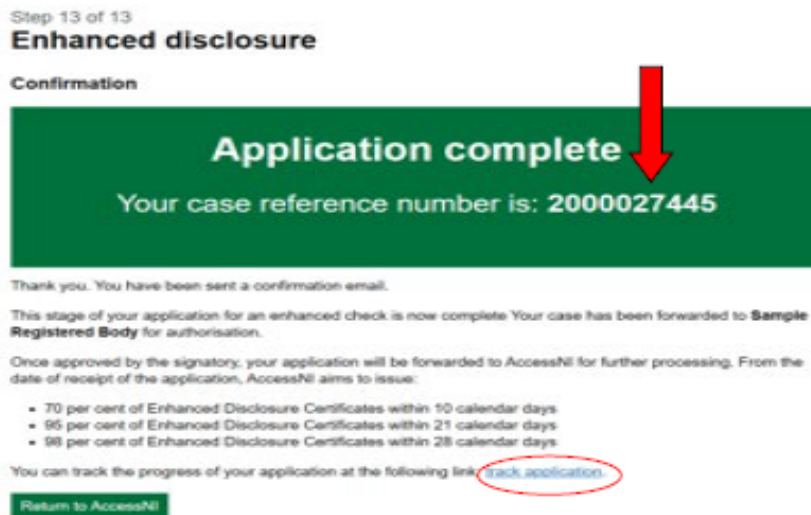 Step 13 of 13
Enhanced disclosure
Confirmation
Application complete
Your case reference number is: 2000027445
Thank you. You have been sent a confirmation email.
This stage of your application for an enhanced check is now complete Your case has been forwarded to Sample
Registered Body for authorisation.
Once approved by the signatory, your application will be forwarded to AccessNI for further processing. From the
date of receipt of the application, AccessNI aims to issue:
• 70 per cent of Enhanced Disclosure Certificates within 10 calendar days
• 95 per cent of Enhanced Disclosure Certificates within 21 calendar days
• 98 per cent of Enhanced Disclosure Certificates within 28 calendar days
You can track the progress of your application at the following link track application.
Return to AccessNI